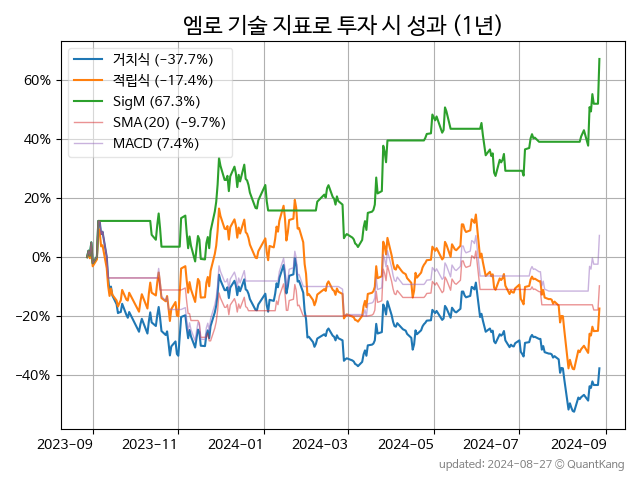 엠로 기술 지표로 투자 시 성과 (1년)
거치식 (−37.7%)
적립식 (−17.4%)
SigM (67.3%)
SMA(20) (−9.7%)
MACD (7.4%)
60%
40%
20%
0%
−20%
−40%
2023-09 2023-11 2024-01 2024-03 2024-05 2024-07 2024-09
updated: 2024-08-27 © QuantKang